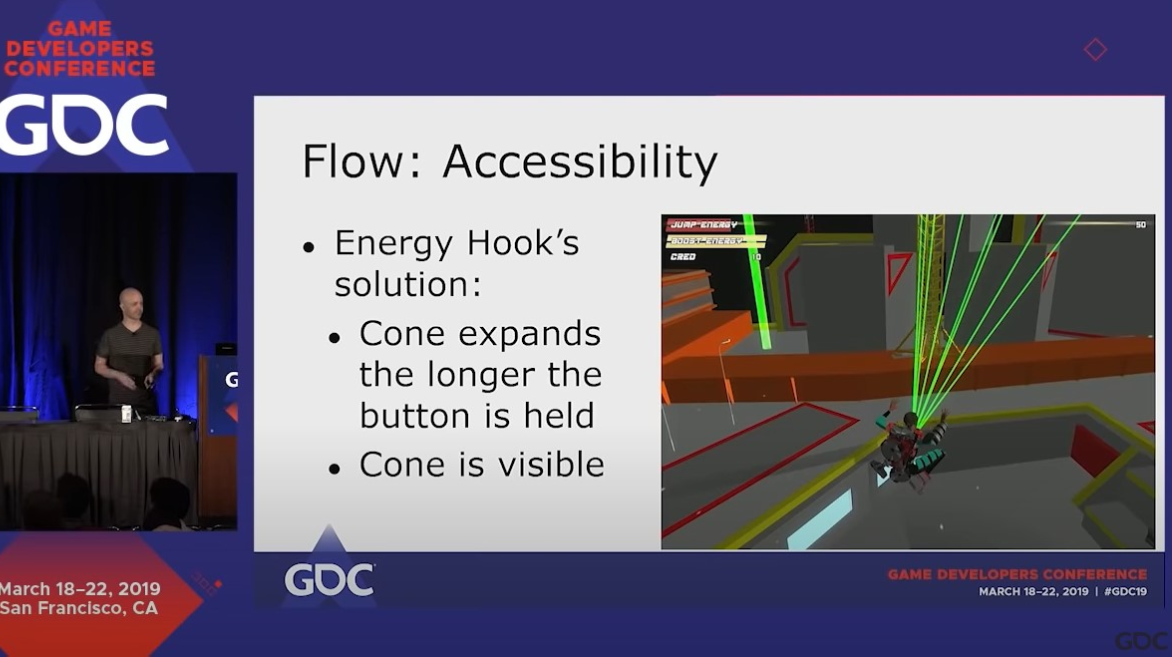 GAME
DEVELOPERS
CONFERENCE
GDC
Flow: Accessibility
• Energy Hook's
solution:
• Cone expands
the longer the
button is held
• Cone is visible
JUMP-ENERGY
BOOST-ENERGY
CRED
50
G
GDC
March 18–22, 2019
San Francisco, CA
GAME DEVELOPERS CONFERENCE
MARCH 18–22, 2019 | #GDC19
GDC